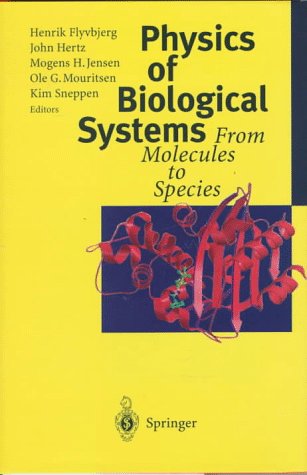 Henrik Flyvbjerg
John Hertz
Mogens H. Jensen
Ole G. Mouritsen
Kim Sneppen
Editors
Physics
of
Biological
Systems From
Molecules
to
Species
Springer